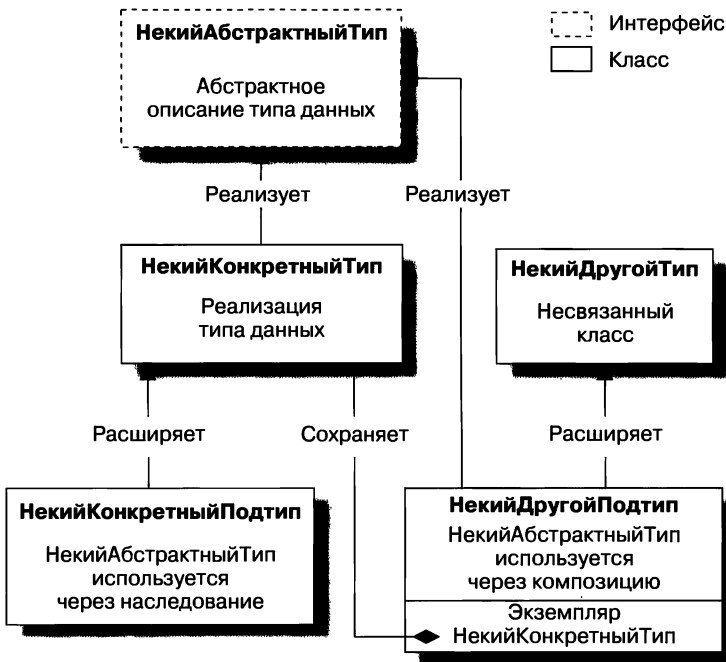 НекийАбстрактныйТип
Абстрактное
описание типа данных
Интерфейс
Класс
Реализует
Реализует
НекийКонкретныйТип
Реализация
типа данных
НекийДругойТип
Несвязанный
класс
Расширяет
Сохраняет
Расширяет
НекийКонкретныйПодтип
НекийАбстрактныйТип
используется
через наследование
НекийДругойПодтип
НекийАбстрактныйТип
используется
через композицию
Экземпляр
НекийКонкретныйТип